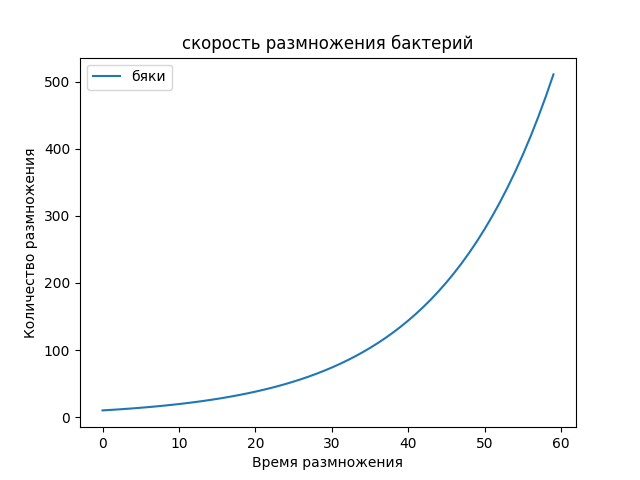 скорость размножения бактерий
бяки
Количество размножения
500
400
300
200
100
0
0 10 20 30 40 50 60
Время размножения